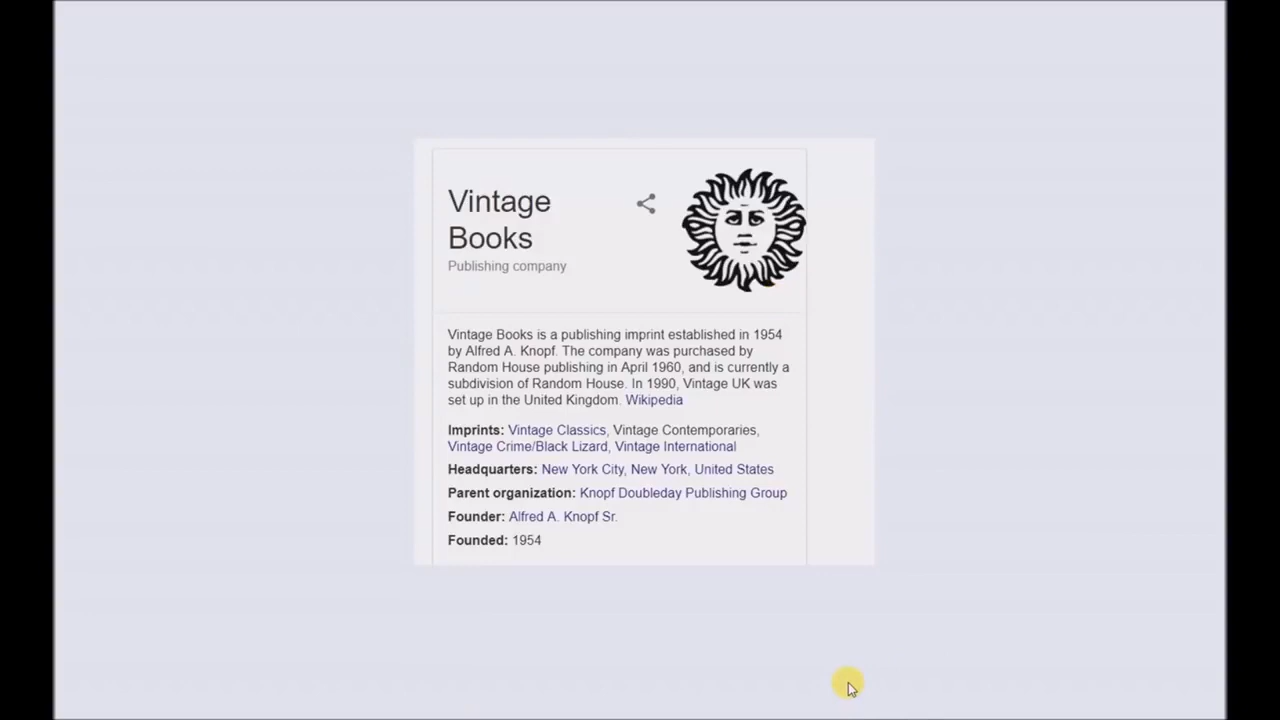 Vintage
Books
Publishing company
Vintage Books is a publishing imprint established in 1954
by Alfred A. Knopf. The company was purchased by
Random House publishing in April 1960, and is currently a
subdivision of Random House. In 1990, Vintage UK was
set up in the United Kingdom. Wikipedia
Imprints: Vintage Classics, Vintage Contemporaries,
Vintage Crime/Black Lizard, Vintage International
Headquarters: New York City, New York, United States
Parent organization: Knopf Doubleday Publishing Group
Founder: Alfred A. Knopf Sr.
Founded: 1954